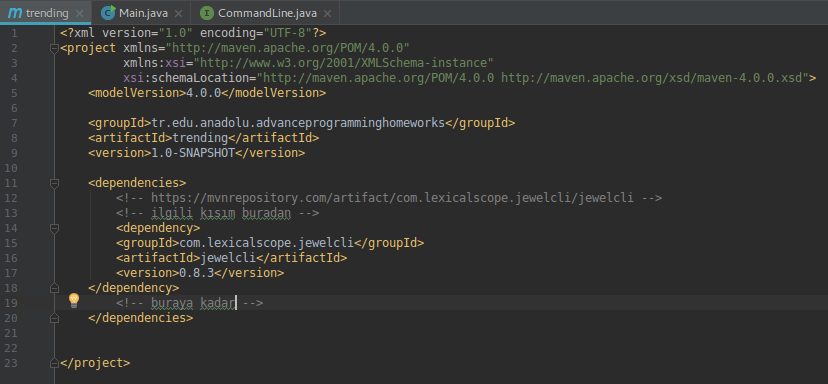 m trending × Main.java × CommandLine.java ×
1 <?xml version="1.0" encoding="UTF-8"?>
2 <project xmlns="http://maven.apache.org/POM/4.0.0"
3 xmlns:xsi="http://www.w3.org/2001/XMLSchema-instance"
4 xsi:schemaLocation="http://maven.apache.org/POM/4.0.0 http://maven.apache.org/xsd/maven-4.0.0.xsd">
5 <modelVersion>4.0.0</modelVersion>
6
7 <groupId>tr.edu.anadolu.advanceprogramminghomeworks</groupId>
8 <artifactId>trending</artifactId>
9 <version>1.0-SNAPSHOT</version>
10
11 <dependencies>
12 <!-- https://mvnrepository.com/artifact/com.lexicalscope.jewelcli/jewelcli -->
13 <!-- ilgili kısım buradan -->
14 <dependency>
15 <groupId>com.lexicalscope.jewelcli</groupId>
16 <artifactId>jewelcli</artifactId>
17 <version>0.8.3</version>
18 </dependency>
19 <!-- buraya kadar -->
20 </dependencies>
21
22
23 </project>